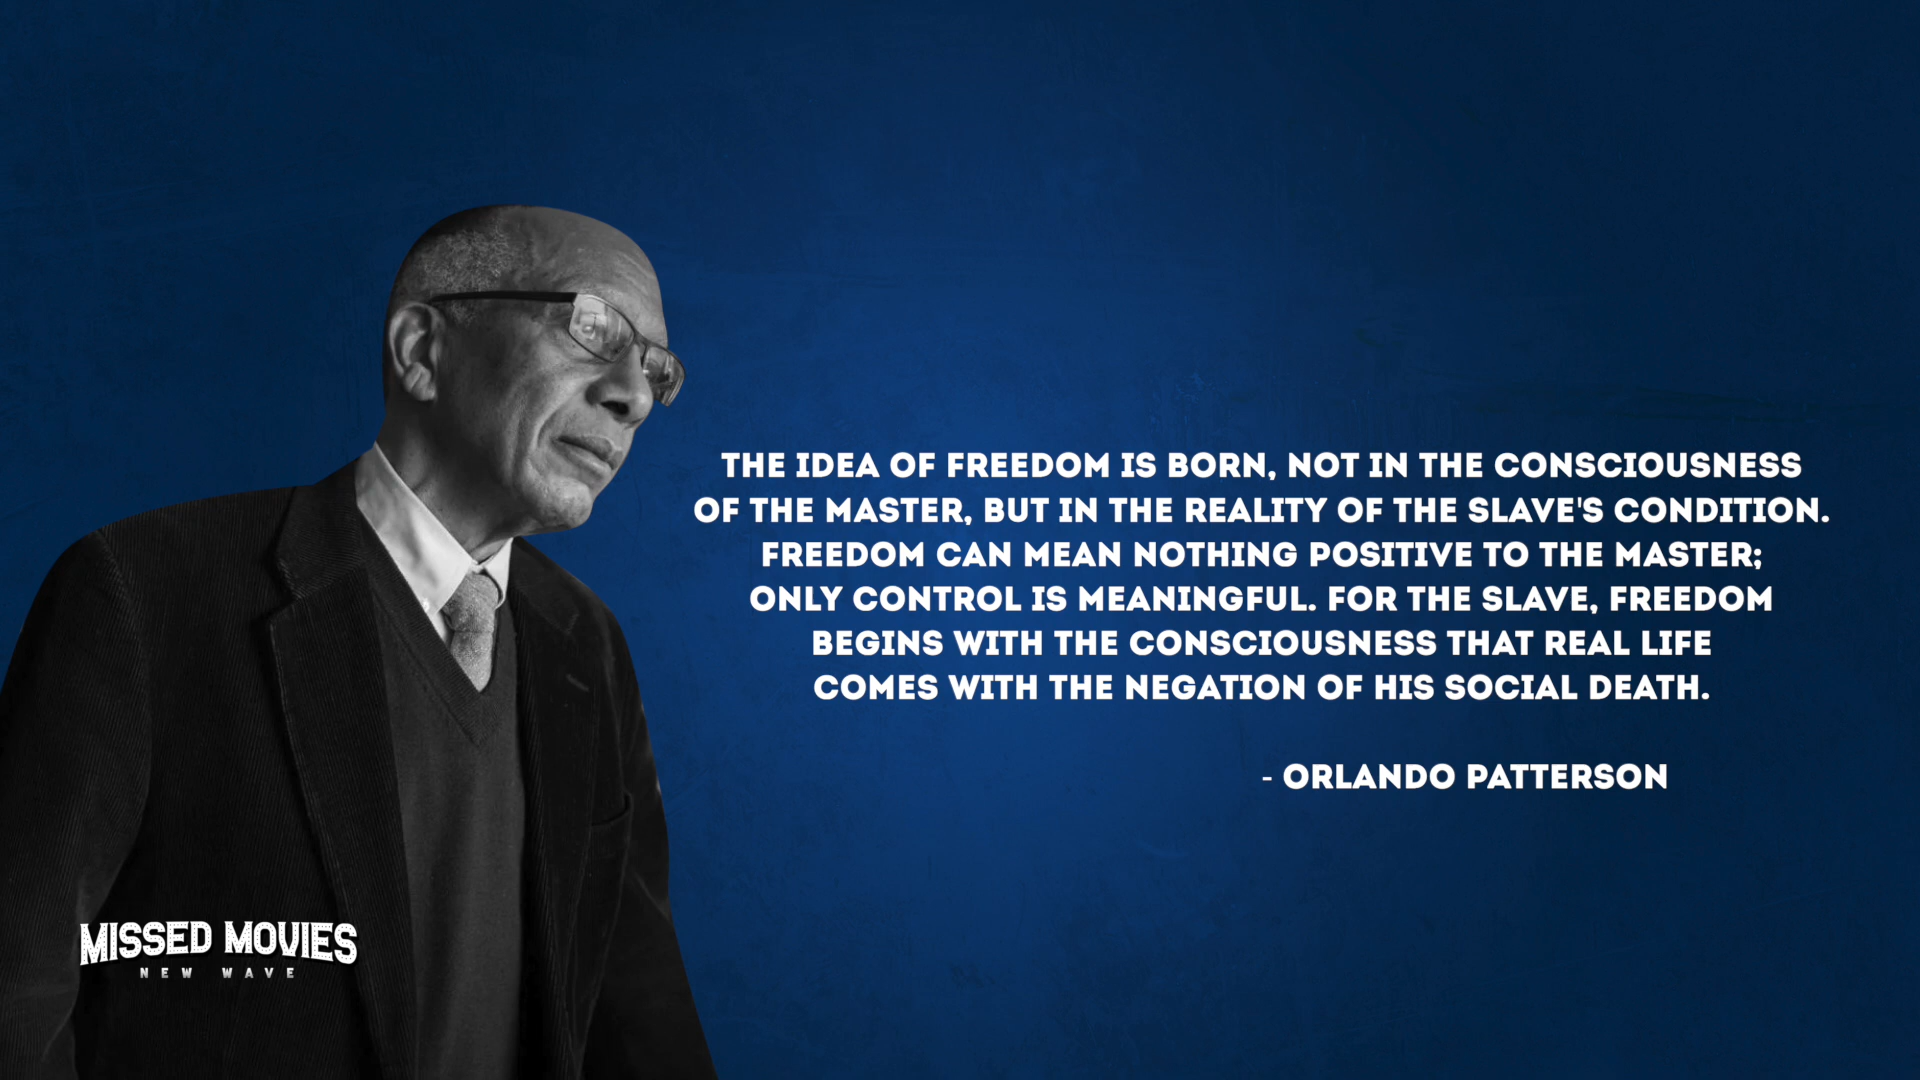 THE IDEA OF FREEDOM IS BORN, NOT IN THE CONSCIOUSNESS
OF THE MASTER, BUT IN THE REALITY OF THE SLAVE'S CONDITION.
FREEDOM CAN MEAN NOTHING POSITIVE TO THE MASTER;
ONLY CONTROL IS MEANINGFUL. FOR THE SLAVE, FREEDOM
BEGINS WITH THE CONSCIOUSNESS THAT REAL LIFE
COMES WITH THE NEGATION OF HIS SOCIAL DEATH.
- ORLANDO PATTERSON
MISSED MOVIES
NEW WAVE